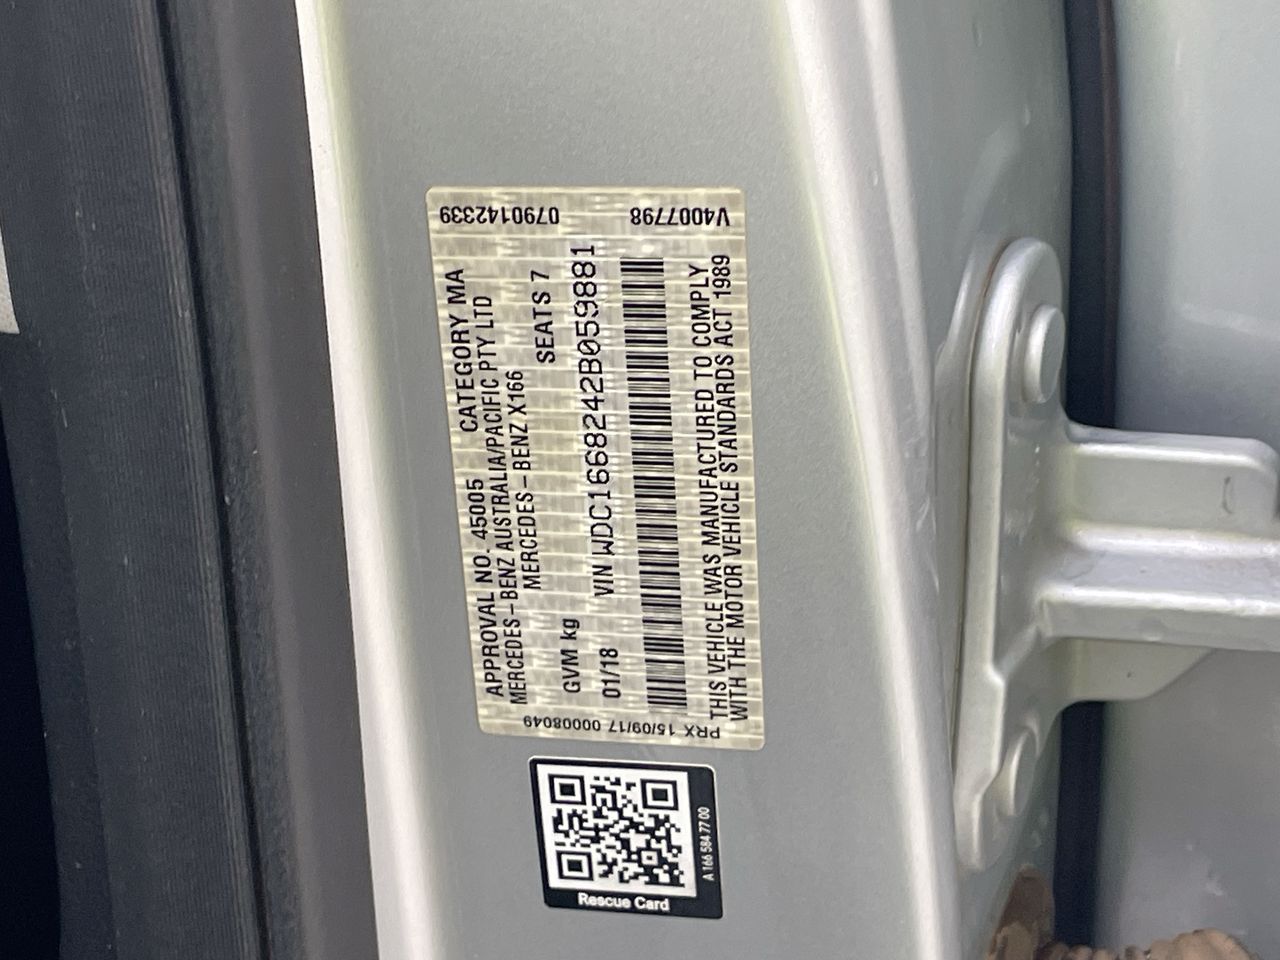 0790142339
V4007798
APPROVAL NO. 45005 CATEGORY MA
MERCEDES-BENZ AUSTRALIA/PACIFIC PTY LTD
MERCEDES-BENZ X166
SEATS 7
GVM kg
01/18 VIN WDC1668242B059881
THIS VEHICLE WAS MANUFACTURED TO COMPLY
WITH THE MOTOR VEHICLE STANDARDS ACT 1989
PRX 15/09/17 00008049
A 166 584 77 00
Rescue Card